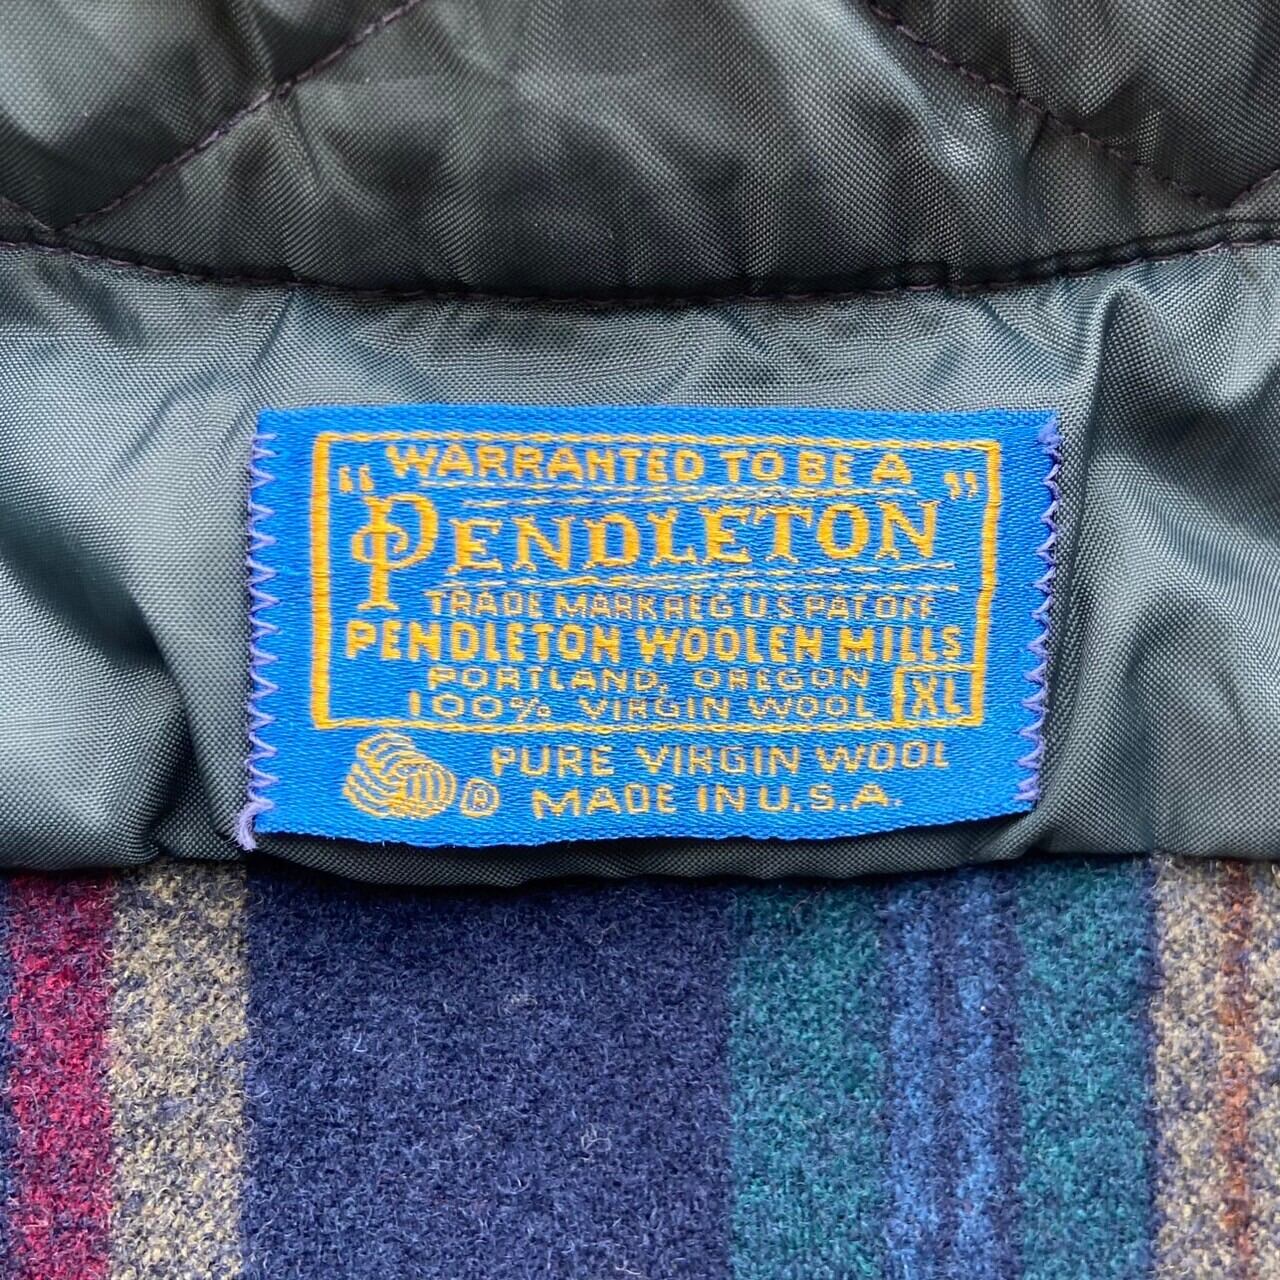 "WARRANTED TO BE A
PENDLETON"
TRADE MARK REG U.S. PAT OFF
PENDLETON WOOLEN MILLS
PORTLAND, OREGON
100% VIRGIN WOOL XL
PURE VIRGIN WOOL
® MADE IN U.S.A.